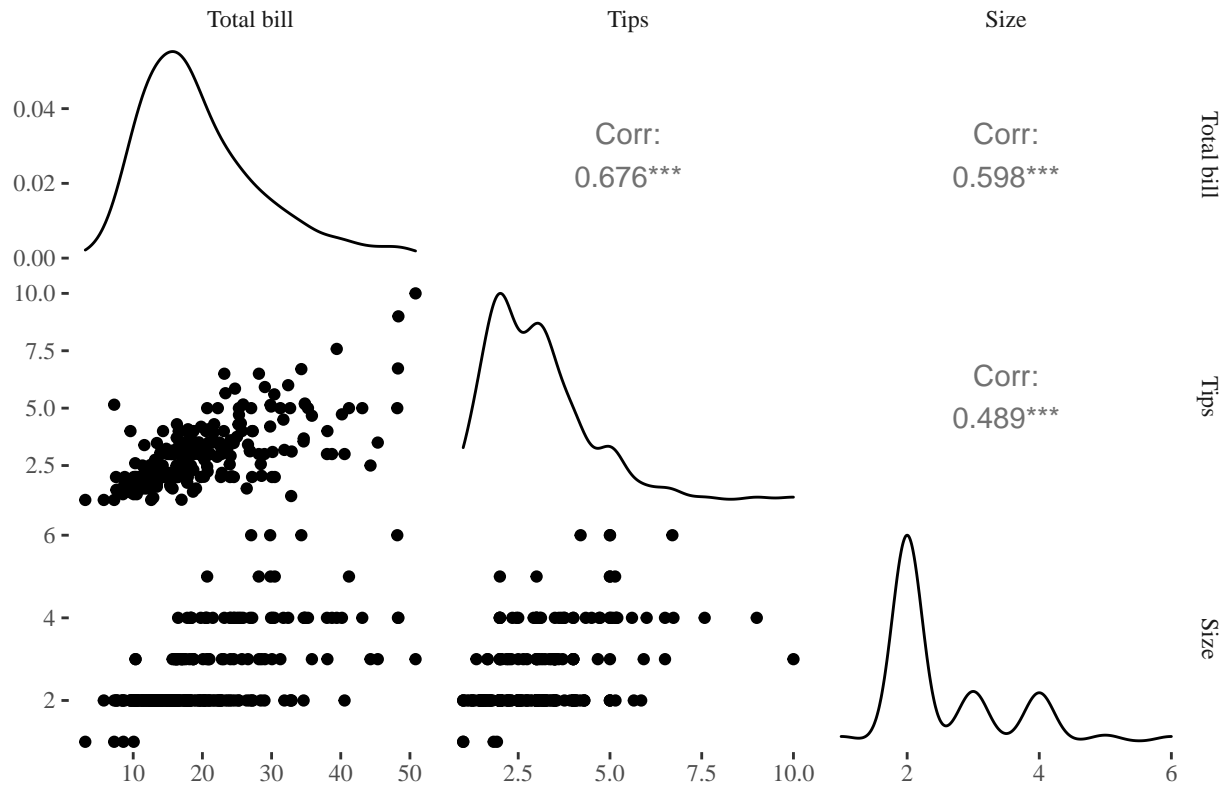 Total bill Tips Size
0.04
0.02
0.00
Corr:
0.676***
Corr:
0.598***
Total bill
10.0
7.5
5.0
2.5
Corr:
0.489***
Tips
6
4
2
Size
10 20 30 40 50 2.5 5.0 7.5 10.0 2 4 6